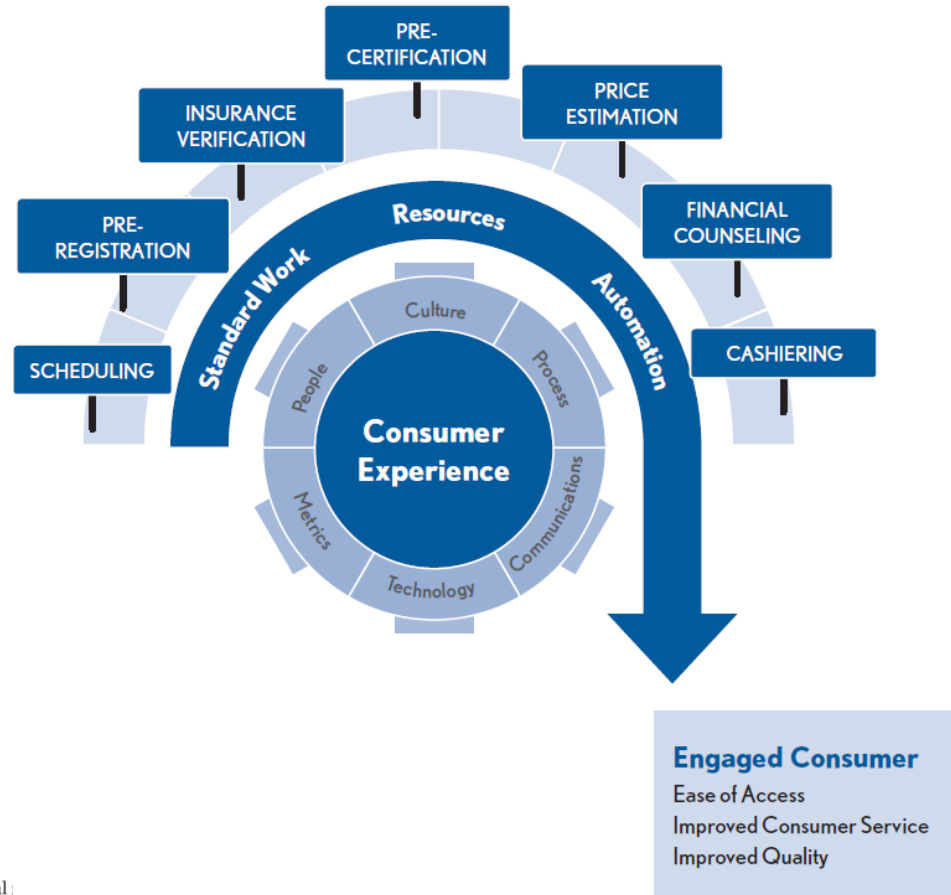 PRE-
CERTIFICATION
PRICE
ESTIMATION
INSURANCE
VERIFICATION
FINANCIAL
COUNSELING
PRE-
REGISTRATION
CASHIERING
SCHEDULING
Standard Work
Resources
Automation
Culture
Process
People
Communications
Metrics
Technology
Consumer
Experience
Engaged Consumer
Ease of Access
Improved Consumer Service
Improved Quality